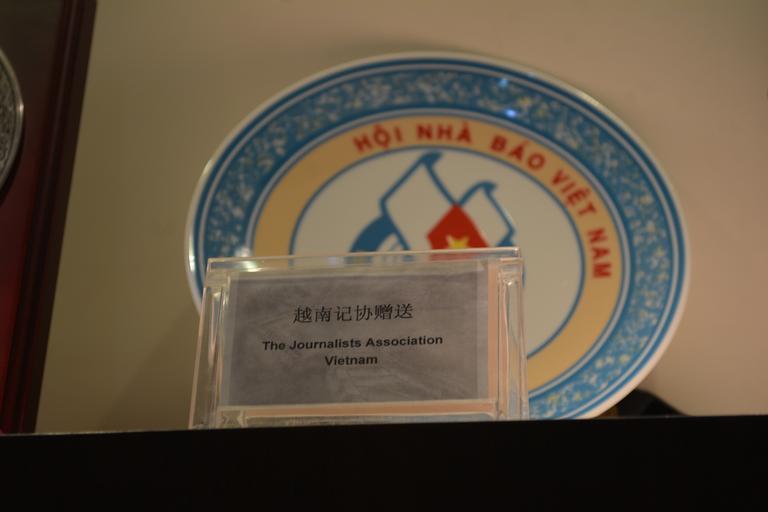 HỘI NHÀ BÁO VIỆT NAM
越南记协赠送
The Journalists Association
Vietnam